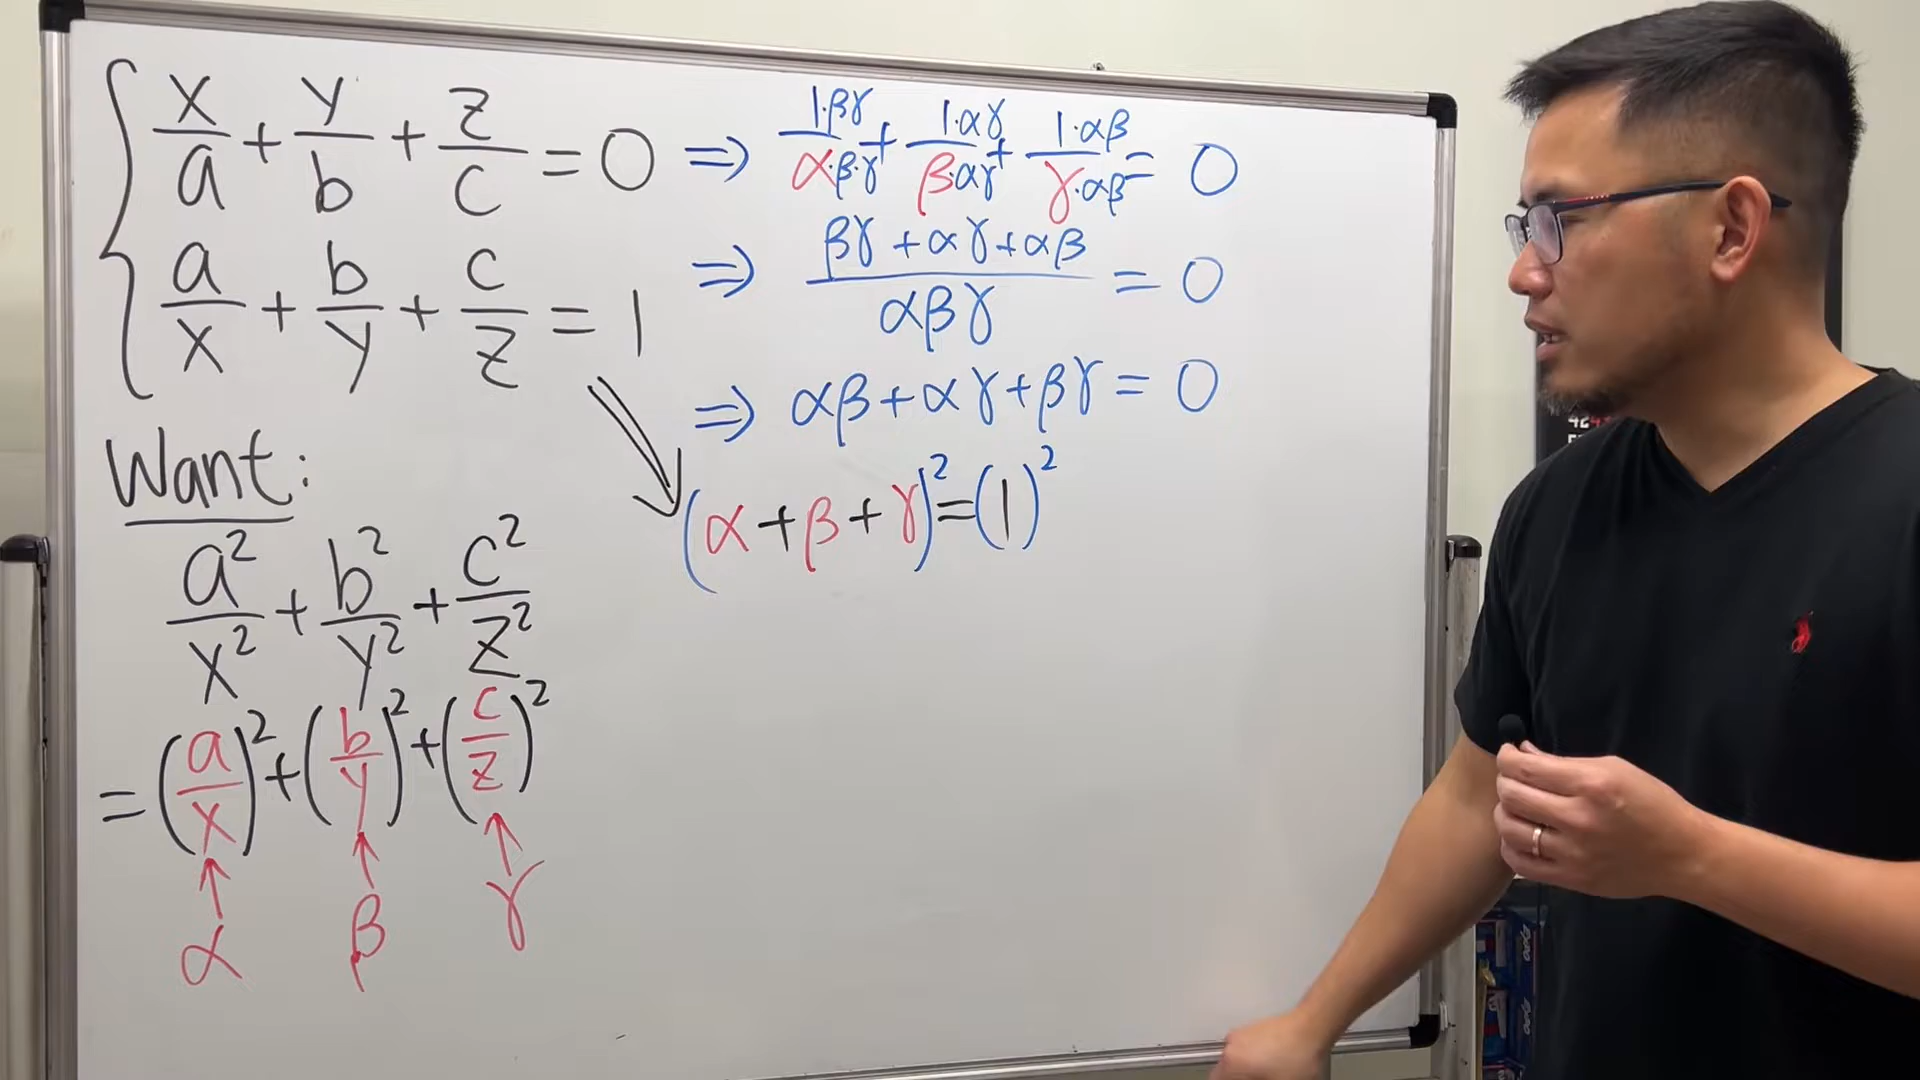 x/a + y/b + z/c = 0 ⇒ 1·βγ/α·βγ + 1·αγ/β·αγ + 1·αβ/γ·αβ = 0
a/x + b/y + c/z = 1 ⇒ βγ + αγ + αβ/αβγ = 0
⇒ αβ + αγ + βγ = 0
(α + β + γ)² = (1)²
Want:
a²/x² + b²/y² + c²/z²
= (a/x)² + (b/y)² + (c/z)²
α β γ